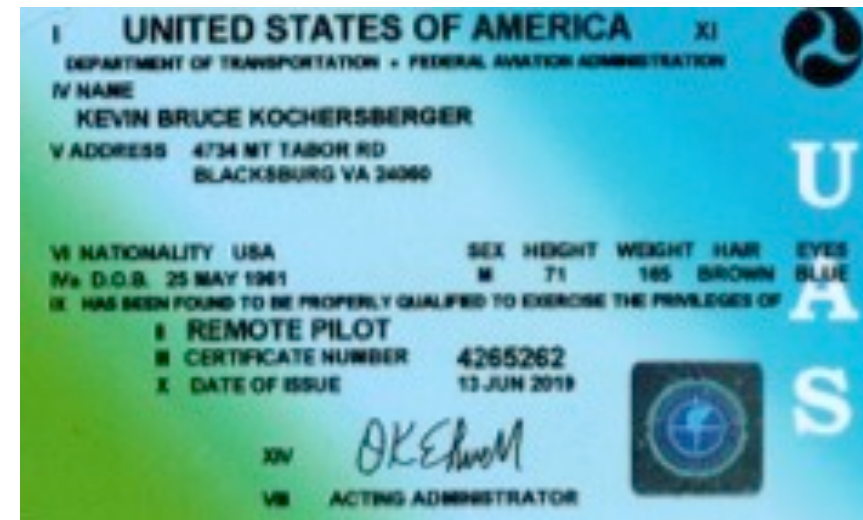 I UNITED STATES OF AMERICA XI
DEPARTMENT OF TRANSPORTATION • FEDERAL AVIATION ADMINISTRATION
IV NAME
KEVIN BRUCE KOCHERSBERGER
V ADDRESS 4734 MT TABOR RD
BLACKSBURG VA 24060
VI NATIONALITY USA SEX HEIGHT WEIGHT HAIR EYES
IVa D.O.B. 25 MAY 1961 M 71 165 BROWN BLUE
IX HAS BEEN FOUND TO BE PROPERLY QUALIFIED TO EXERCISE THE PRIVILEGES OF
II REMOTE PILOT
III CERTIFICATE NUMBER 4265262
X DATE OF ISSUE 13 JUN 2019
XIV
VIII ACTING ADMINISTRATOR
UAS